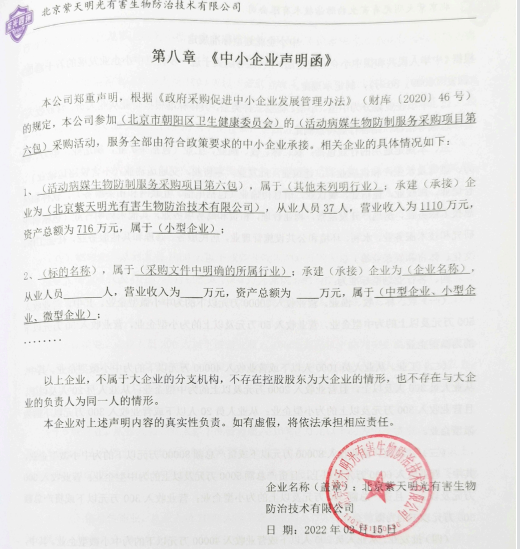 北京紫天明光有害生物防治技术有限公司
第八章 《中小企业声明函》
本公司郑重声明，根据《政府采购促进中小企业发展管理办法》（财库〔2020〕46 号）
的规定，本公司参加（北京市朝阳区卫生健康委员会）的（活动病媒生物防制服务采购项目第
六包）采购活动，服务全部由符合政策要求的中小企业承接。相关企业的具体情况如下：
1、（活动病媒生物防制服务采购项目第六包），属于（其他未列明行业）；承建（承接）企
业为（北京紫天明光有害生物防治技术有限公司），从业人员 37 人，营业收入为 1110 万元，
资产总额为 716 万元，属于（小型企业）；
2、（标的名称），属于（采购文件中明确的所属行业）；承建（承接）企业为（企业名称），
从业人员______人，营业收入为____万元，资产总额为 ____万元，属于（中型企业、小型企
业、微型企业）；
........
以上企业，不属于大企业的分支机构，不存在控股股东为大企业的情形，也不存在与大企
业的负责人为同一人的情形。
本企业对上述声明内容的真实性负责。如有虚假，将依法承担相应责任。
企业名称（盖章）：北京紫天明光有害生物
防治技术有限公司
日 期：2022 年 月 15 日